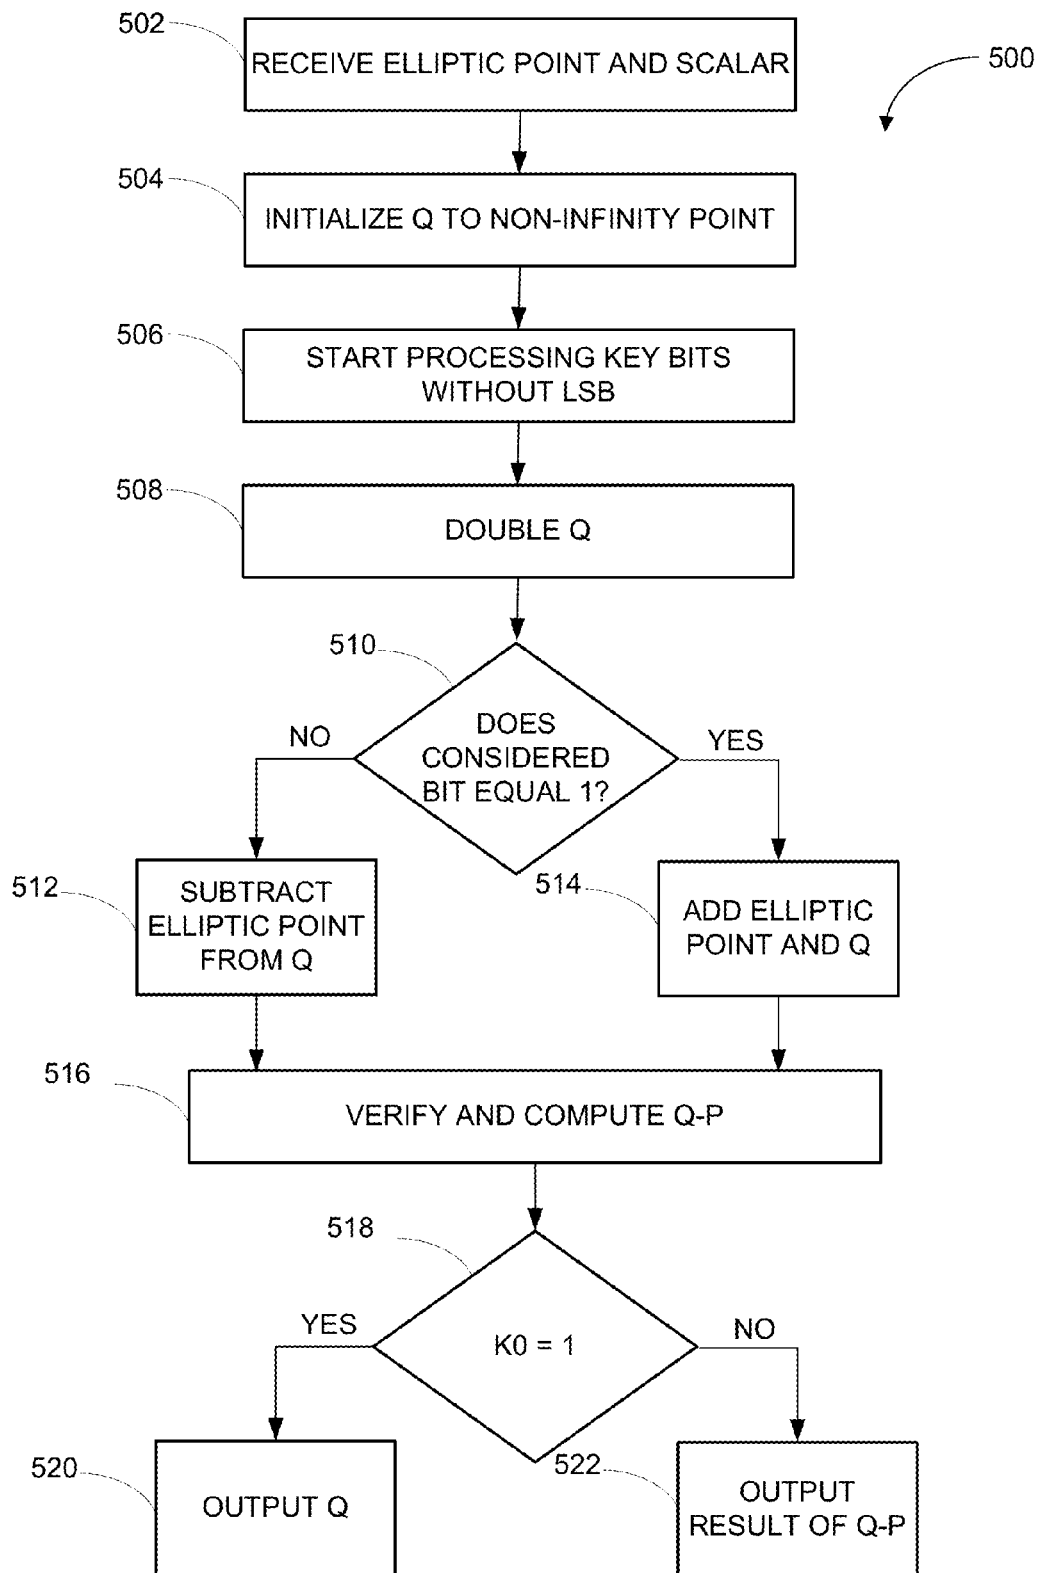 502
RECEIVE ELLIPTIC POINT AND SCALAR
500
504
INITIALIZE Q TO NON-INFINITY POINT
506
START PROCESSING KEY BITS
WITHOUT LSB
508
DOUBLE Q
510
DOES
CONSIDERED
BIT EQUAL 1?
NO
YES
512
SUBTRACT
ELLIPTIC POINT
FROM Q
514
ADD ELLIPTIC
POINT AND Q
516
VERIFY AND COMPUTE Q-P
518
K0 = 1
YES
NO
520
OUTPUT Q
522
OUTPUT
RESULT OF Q-P